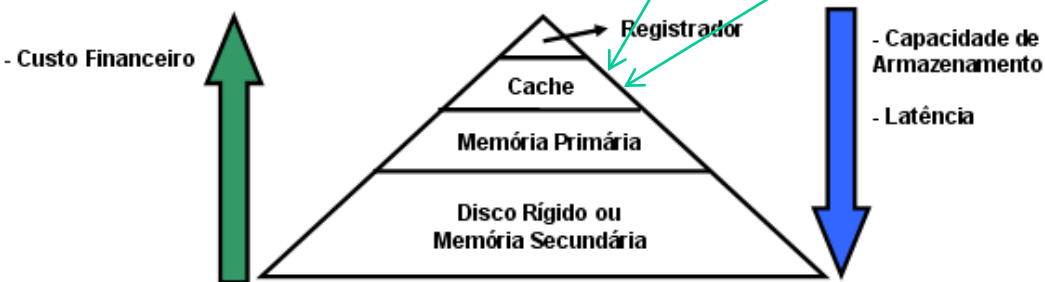 - Custo Financeiro
Registrador
Cache
Memória Primária
Disco Rígido ou
Memória Secundária
- Capacidade de
Armazenamento
- Latência